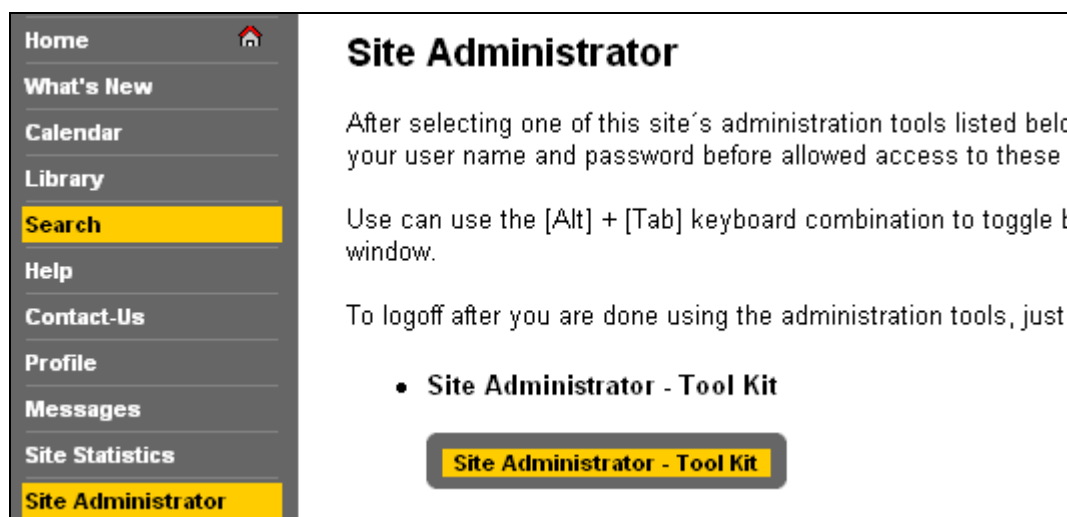 Home
What's New
Calendar
Library
Search
Help
Contact-Us
Profile
Messages
Site Statistics
Site Administrator
Site Administrator
After selecting one of this site´s administration tools listed
your user name and password before allowed access to these
Use can use the [Alt] + [Tab] keyboard combination to toggle
window.
To logoff after you are done using the administration tools, just
• Site Administrator - Tool Kit
Site Administrator - Tool Kit